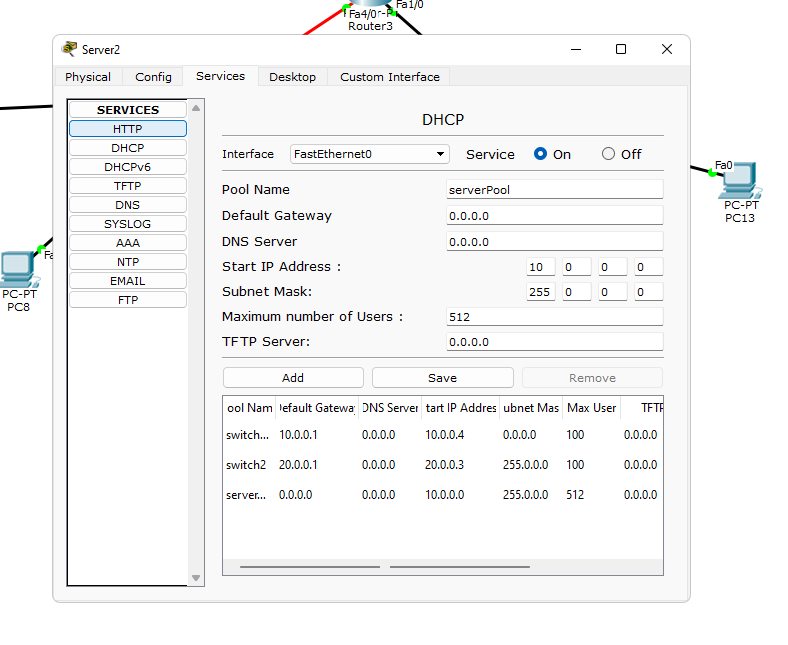 Fa1/0
Fa4/0
Router3
Server2
Physical
Config
Services
Desktop
Custom Interface
SERVICES
HTTP
DHCP
DHCPv6
TFTP
DNS
SYSLOG
AAA
NTP
EMAIL
FTP
DHCP
Interface
FastEthernet0
Service
On
Off
Pool Name
serverPool
Default Gateway
0.0.0.0
DNS Server
0.0.0.0
Start IP Address :
10 0 0 0
Subnet Mask:
255 0 0 0
Maximum number of Users :
512
TFTP Server:
0.0.0.0
Add
Save
Remove
ool Nam efault Gateway DNS Server tart IP Addres ubnet Mas Max User TFTP
switch... 10.0.0.1 0.0.0.0 10.0.0.4 0.0.0.0 100 0.0.0.0
switch2 20.0.0.1 0.0.0.0 20.0.0.3 255.0.0.0 100 0.0.0.0
server... 0.0.0.0 0.0.0.0 10.0.0.0 255.0.0.0 512 0.0.0.0
Fa0
PC-PT
PC13
Fa
PC-PT
PC8